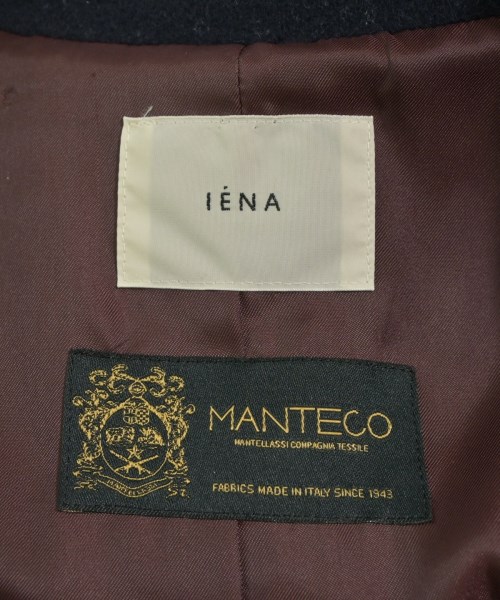 IÉNA
MANTECO
MANTELLASSI COMPAGNIA TESSILE
FABRICS MADE IN ITALY SINCE 1943